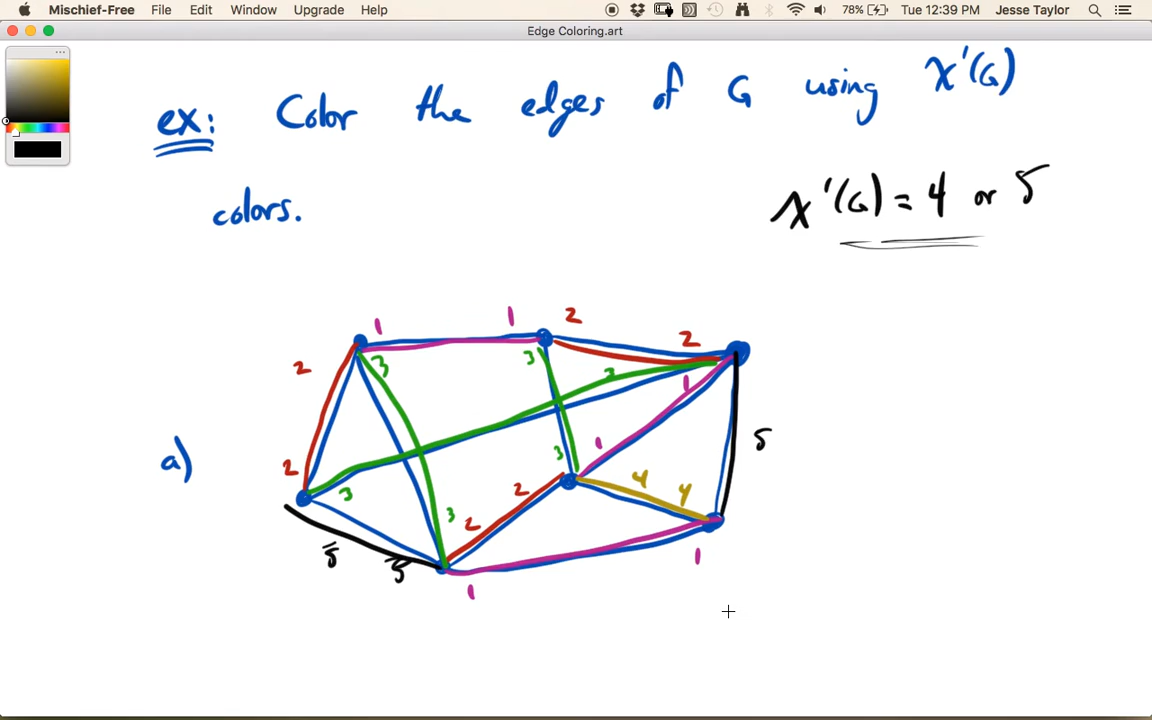 Mischief-Free File Edit Window Upgrade Help 78% Tue 12:39 PM Jesse Taylor
Edge Coloring.art
ex: Color the edges of G using χ'(G)
colors.
χ'(G) = 4 or 5
1 1 2 2
2 3 3 3 1
a) 2 3 3 1 5
3 2 2 4 4
5 5 1 1